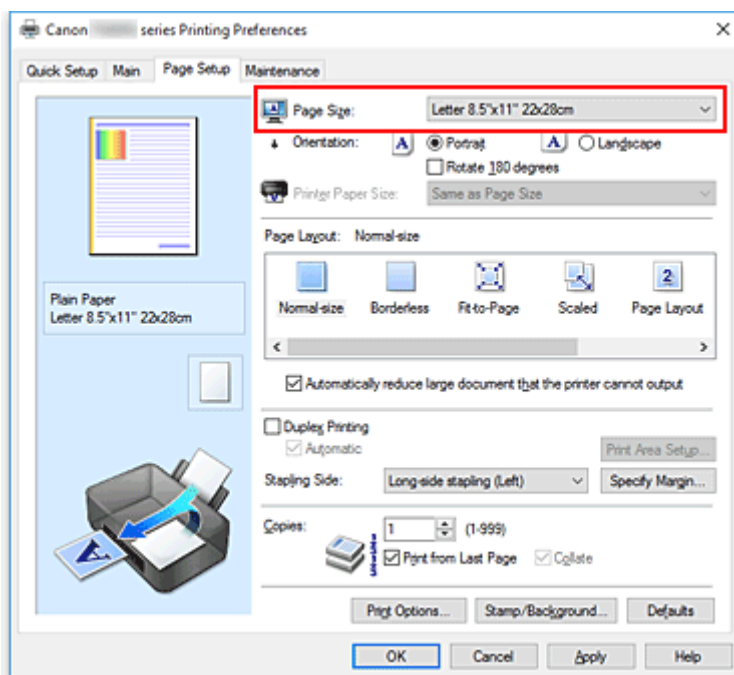 Canon series Printing Preferences
Quick Setup Main Page Setup Maintenance
Page Size: Letter 8.5"x11" 22x28cm
Orientation: A Portrait A Landscape
Rotate 180 degrees
Printer Paper Size: Same as Page Size
Page Layout: Normal-size
2
Normal-size Borderless Fit-to-Page Scaled Page Layout
Plain Paper
Letter 8.5"x11" 22x28cm
Automatically reduce large document that the printer cannot output
Duplex Printing
Automatic Print Area Setup...
Stapling Side: Long-side stapling (Left) Specify Margin...
Copies: 1 (1-999)
Print from Last Page Collate
A
Print Options... Stamp/Background... Defaults
OK Cancel Apply Help